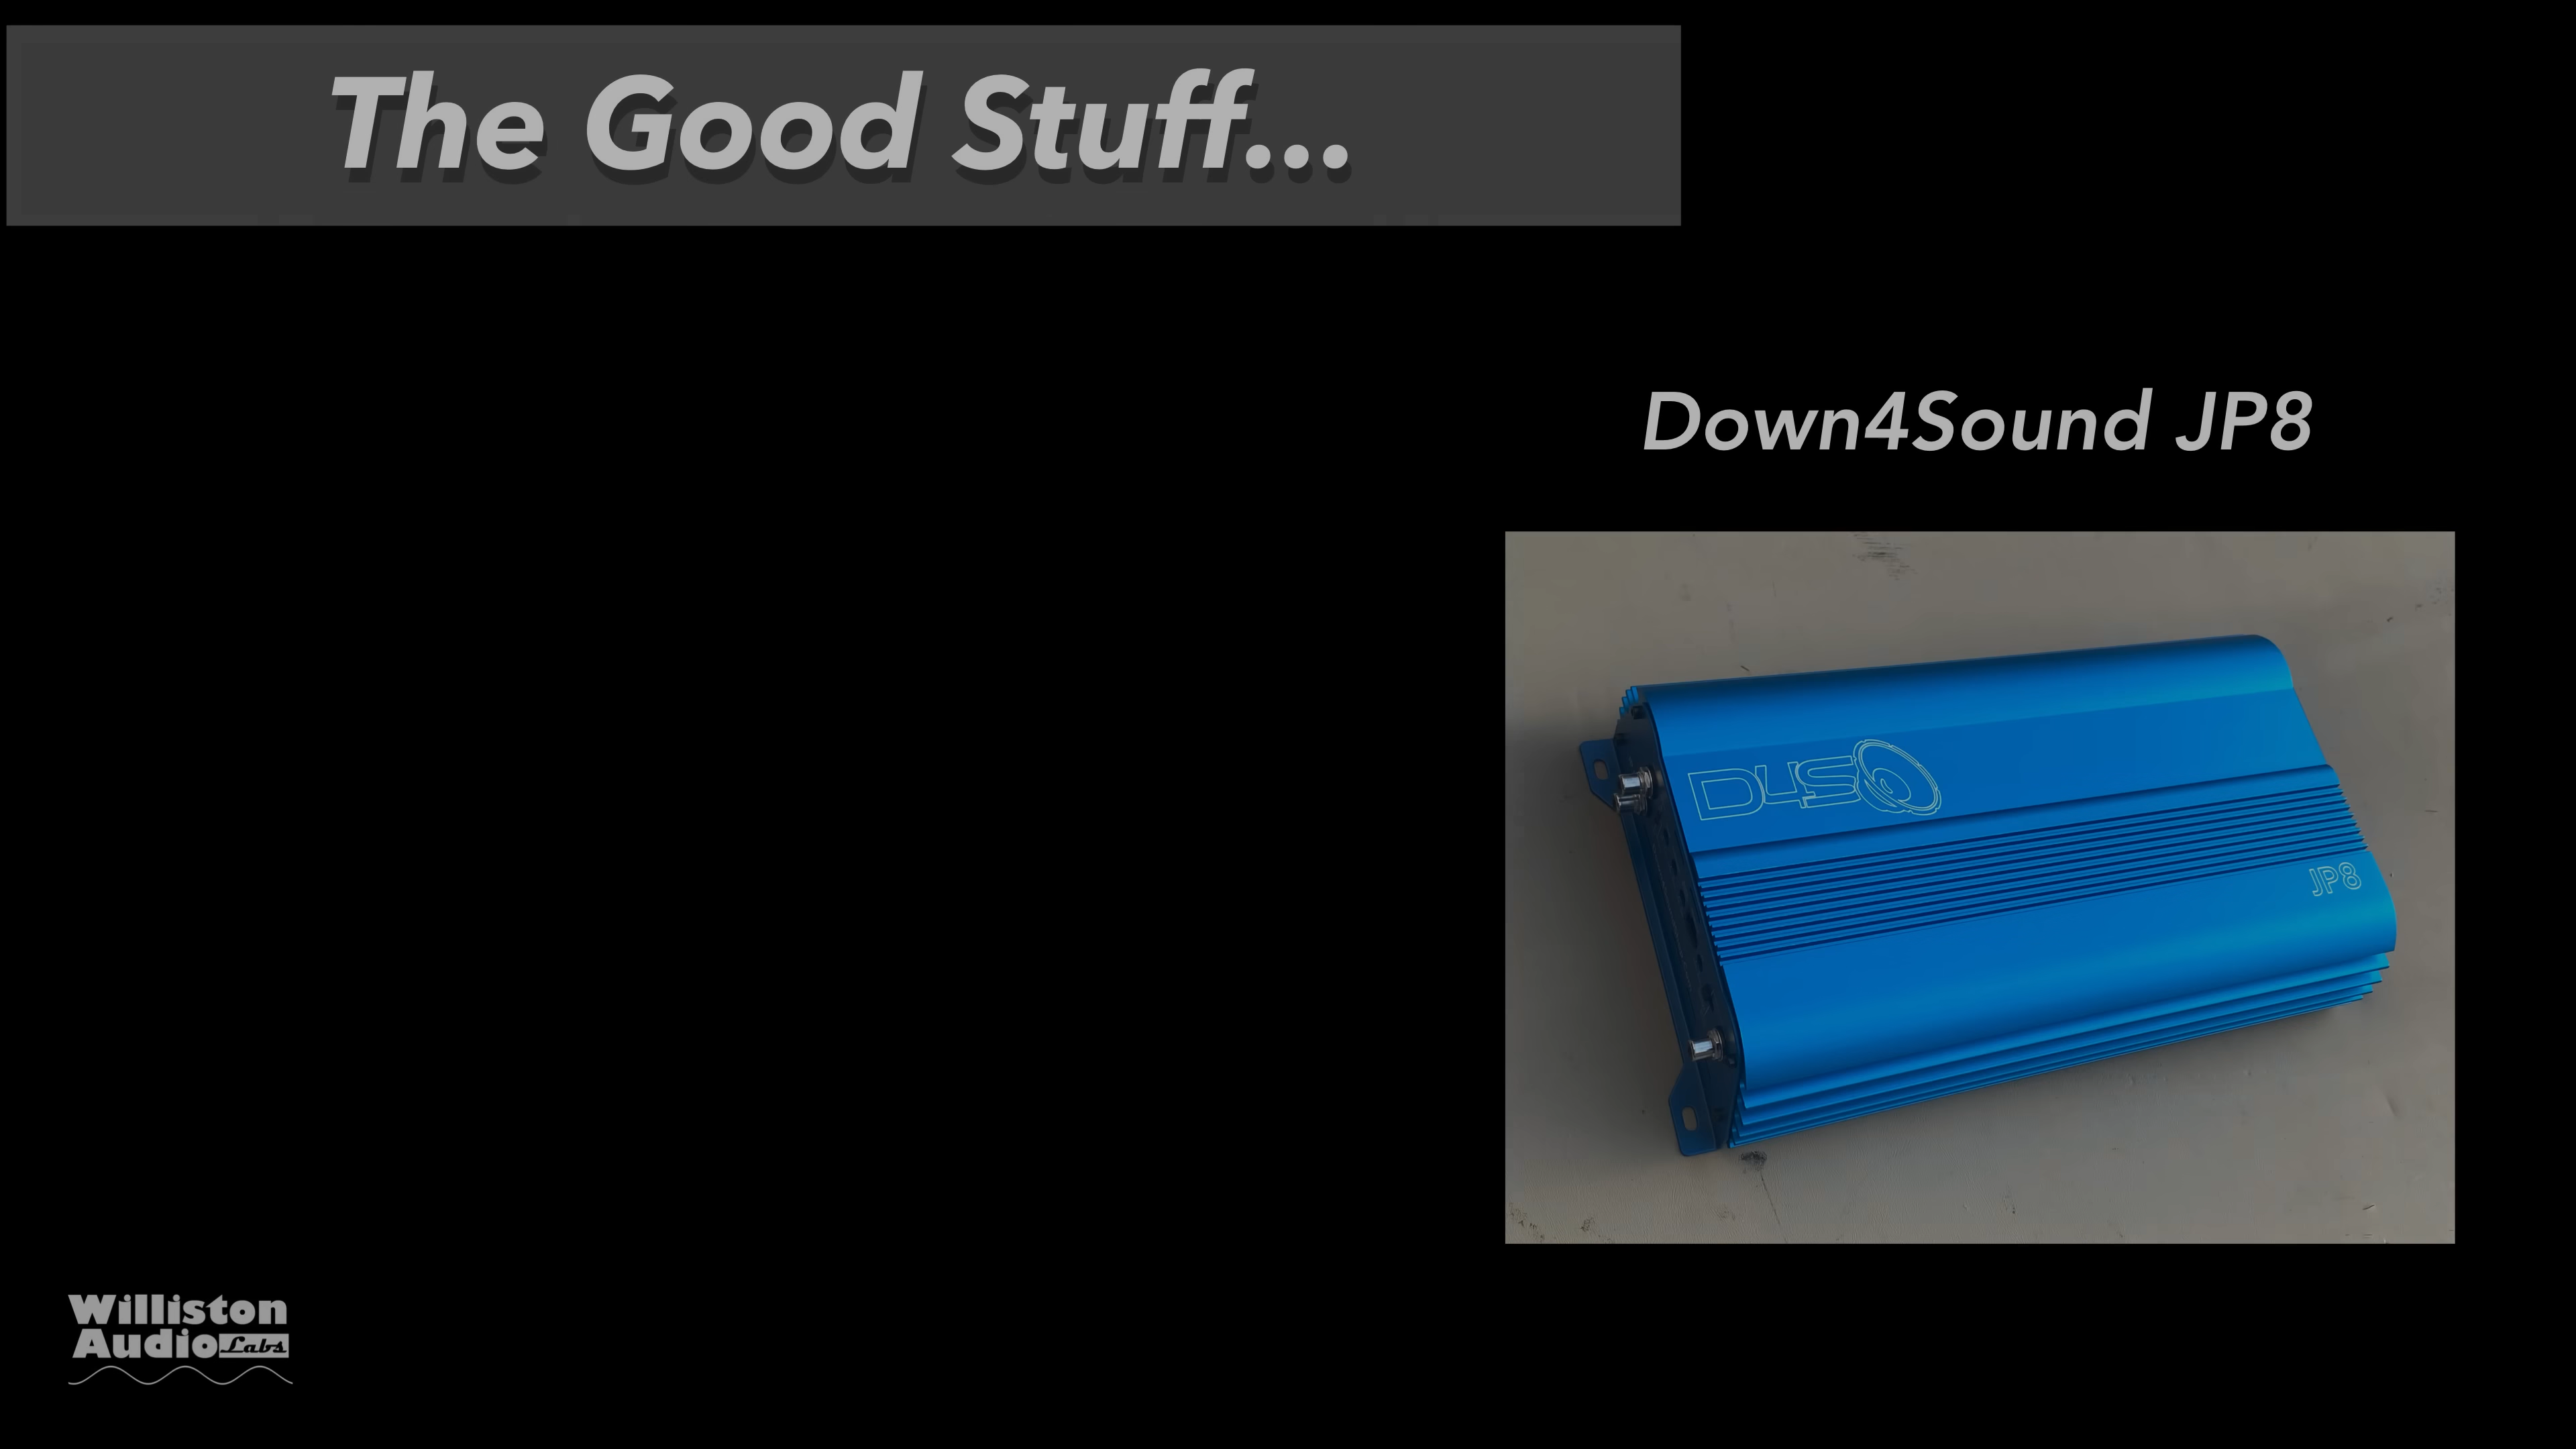 The Good Stuff...
Down4Sound JP8
D4S
JP8
Williston
Audio Labs